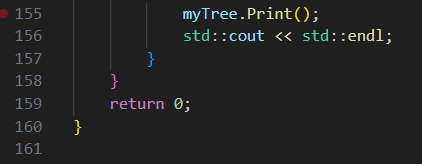 155 myTree.Print();
156 std::cout << std::endl;
157 }
158 }
159 return 0;
160 }
161